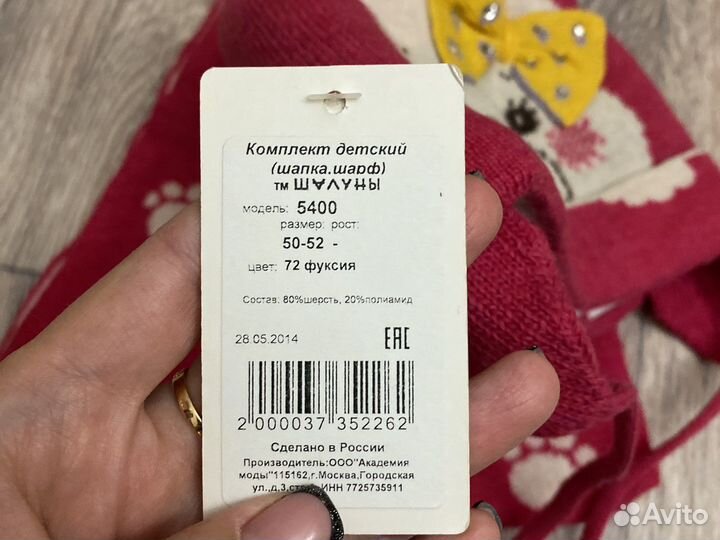 Комплект детский
(шапка,шарф)
тм ШАЛУНЫ
модель: 5400
размер: рост:
50-52 -
цвет: 72 фуксия
Состав: 80%шерсть, 20%полиамид
28.05.2014
EAC
2 000037 352262
Сделано в России
Производитель:ООО"Академия
моды"115162,г.Москва,Городская
ул.,д.3, ИНН 7725735911
Avito